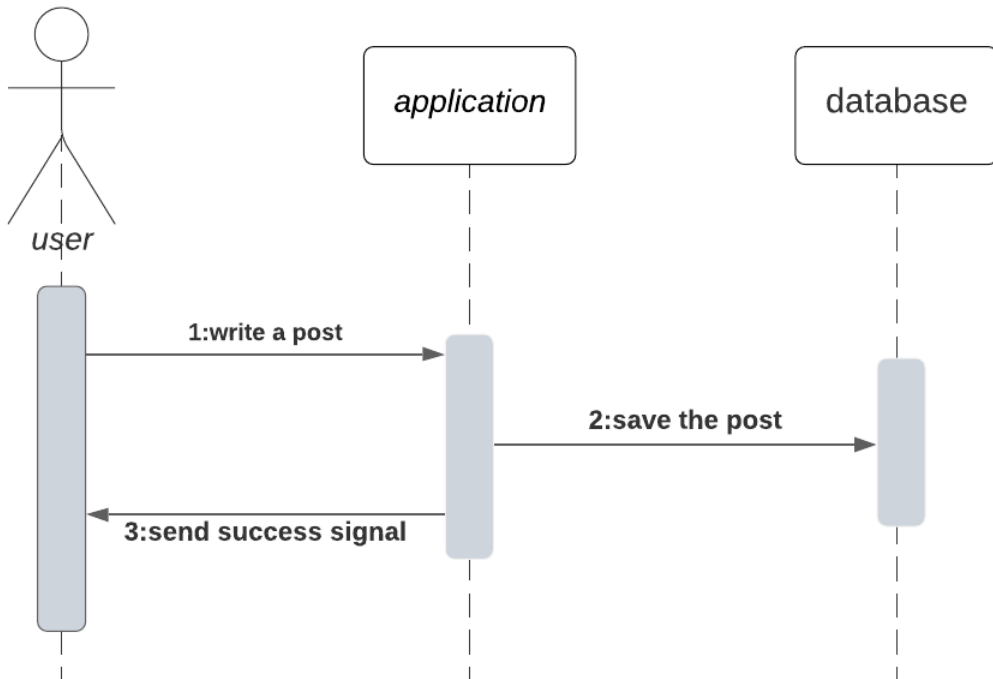 application
database
user
1:write a post
2:save the post
3:send success signal